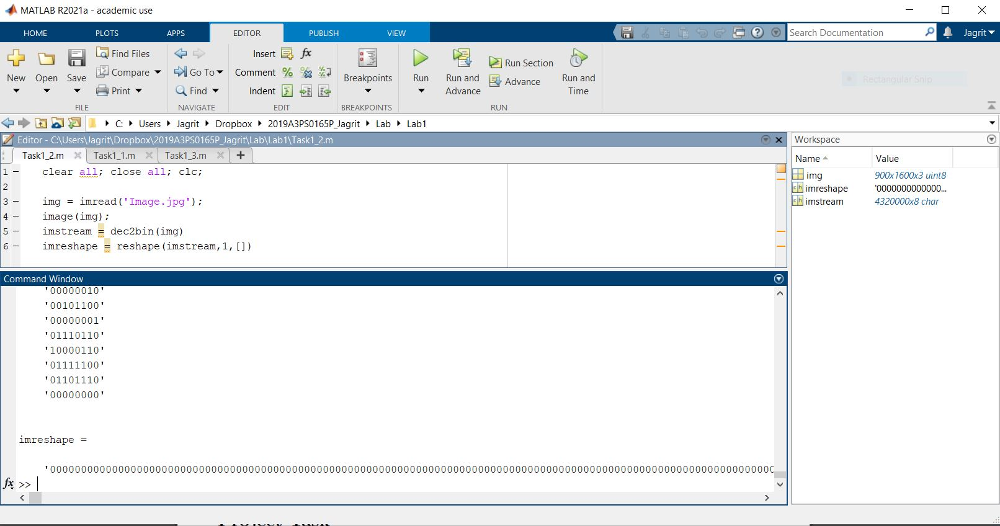 MATLAB R2021a - academic use
HOME PLOTS APPS EDITOR PUBLISH VIEW
Search Documentation
Jagrit
New
Open
Save
Find Files
Compare
Print
FILE
Go To
Find
NAVIGATE
Insert
fx
Comment
Indent
EDIT
Breakpoints
BREAKPOINTS
Run
Run and
Advance
Run Section
Advance
Run and
Time
RUN
Rectangular Snip
C: Users Jagrit Dropbox 2019A3PS0165P_Jagrit Lab Lab1
Editor - C:\Users\Jagrit\Dropbox\2019A3PS0165P_Jagrit\Lab\Lab1\Task1_2.m
Task1_2.m Task1_1.m Task1_3.m
1 clear all; close all; clc;
2
3 img = imread('Image.jpg');
4 image(img);
5 imstream = dec2bin(img)
6 imreshape = reshape(imstream,1,[])
Workspace
Name Value
img 900x1600x3 uint8
imreshape '0000000000000...
imstream 4320000x8 char
Command Window
'00000010'
'00101100'
'00000001'
'01110110'
'10000110'
'01111100'
'01101110'
'00000000'
imreshape =
fx >>